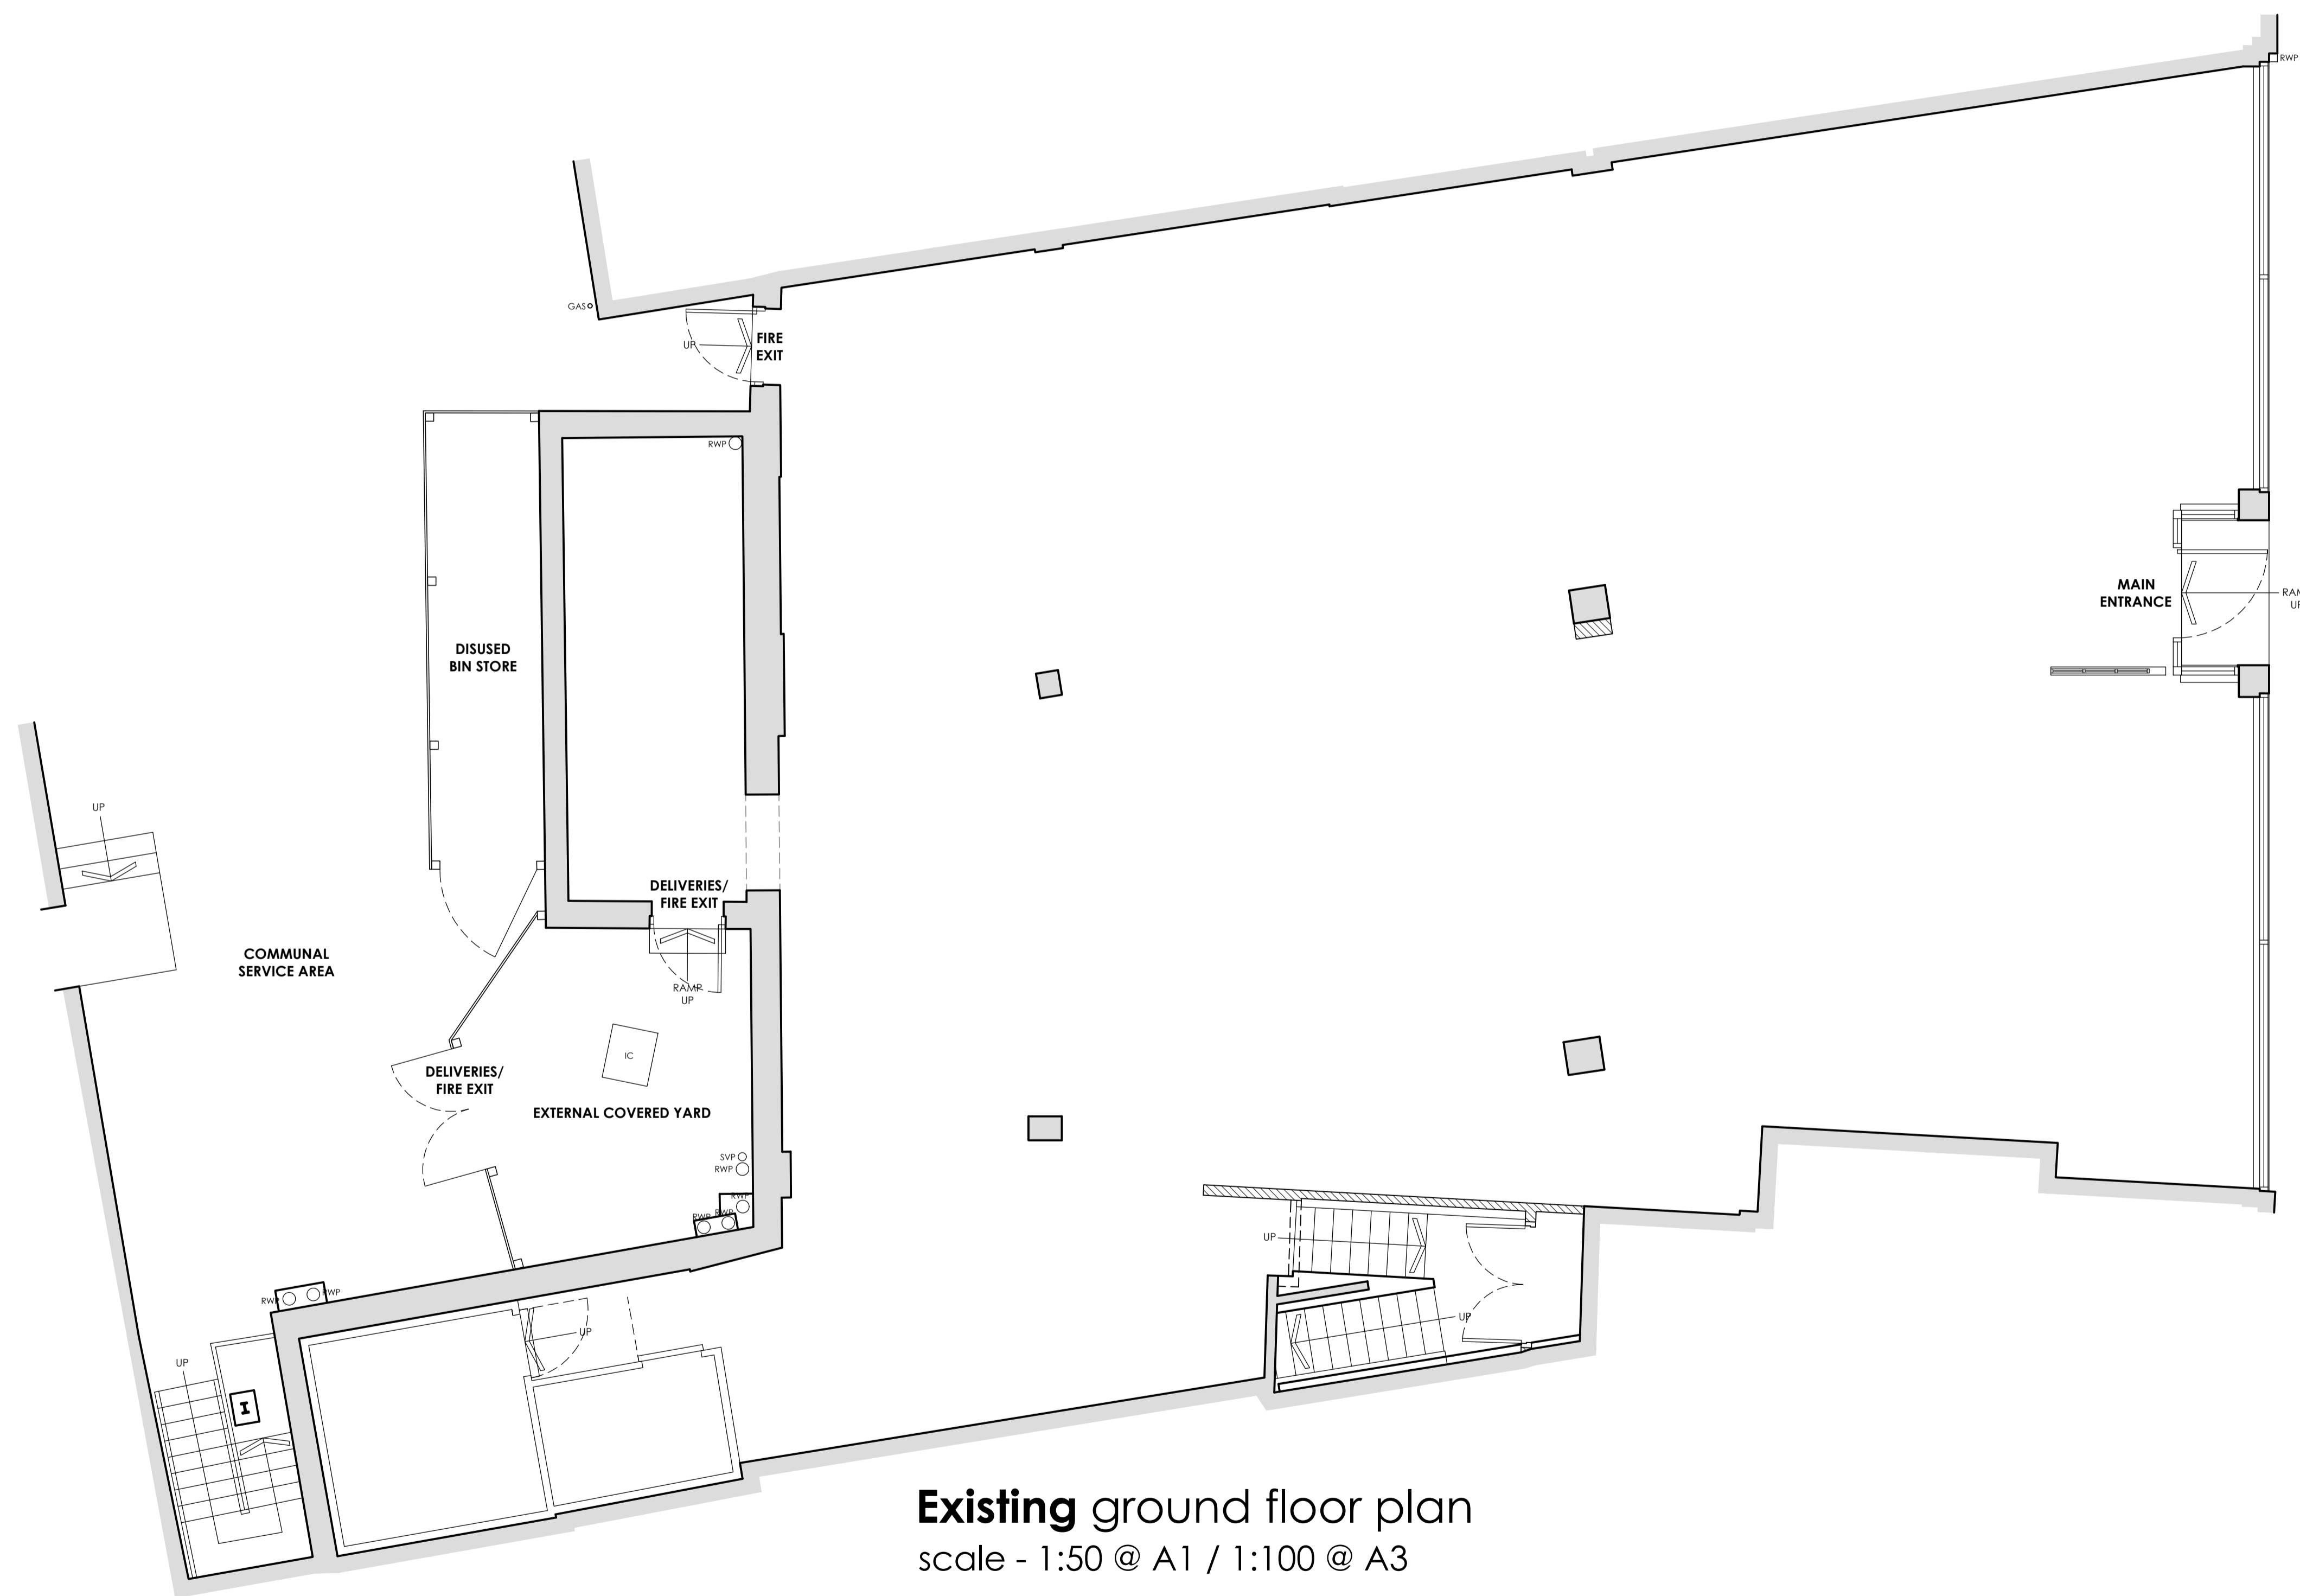 RWP
GAS
UP
FIRE
EXIT
RWP
MAIN
ENTRANCE
UP
DISUSED
BIN STORE
UP
DELIVERIES/
FIRE EXIT
COMMUNAL
SERVICE AREA
RAMP
UP
IC
DELIVERIES/
FIRE EXIT
EXTERNAL COVERED YARD
SVP
RWP
RWP
RWP
RWP
UP
RWP
RWP
UP
UP
UP
I
Existing ground floor plan
scale - 1:50 @ A1 / 1:100 @ A3